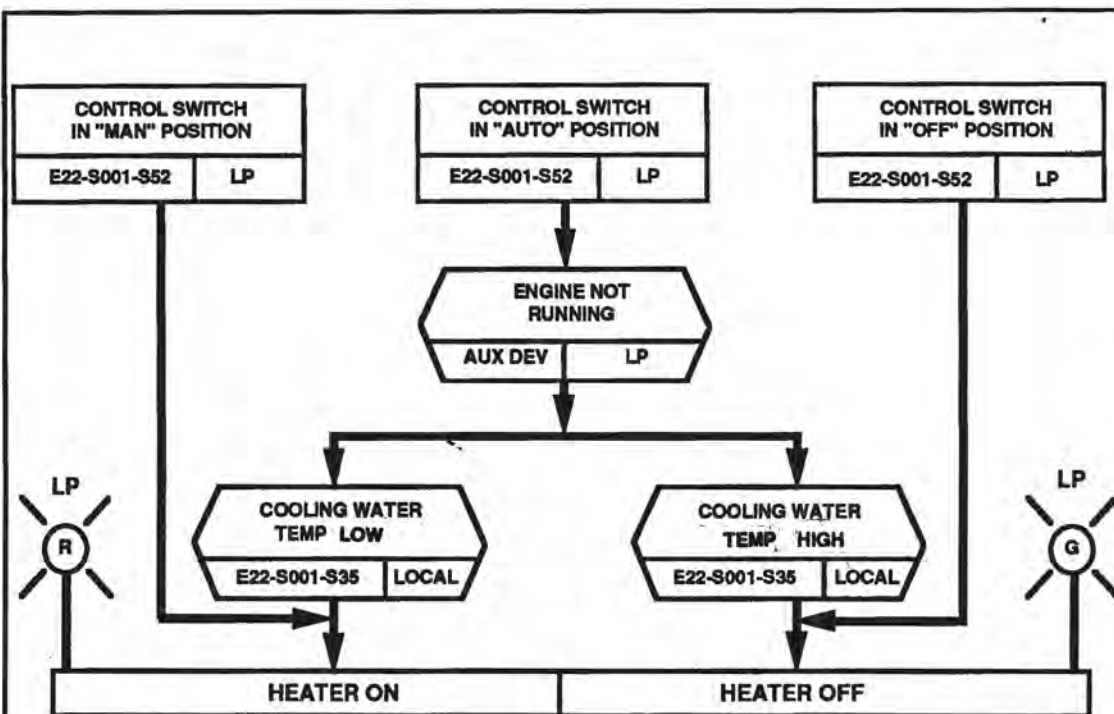 CONTROL SWITCH
IN "MAN" POSITION
E22-S001-S52 LP
CONTROL SWITCH
IN "AUTO" POSITION
E22-S001-S52 LP
CONTROL SWITCH
IN "OFF" POSITION
E22-S001-S52 LP
ENGINE NOT
RUNNING
AUX DEV LP
LP
R
COOLING WATER
TEMP LOW
E22-S001-S35 LOCAL
COOLING WATER
TEMP HIGH
E22-S001-S35 LOCAL
LP
G
HEATER ON
HEATER OFF